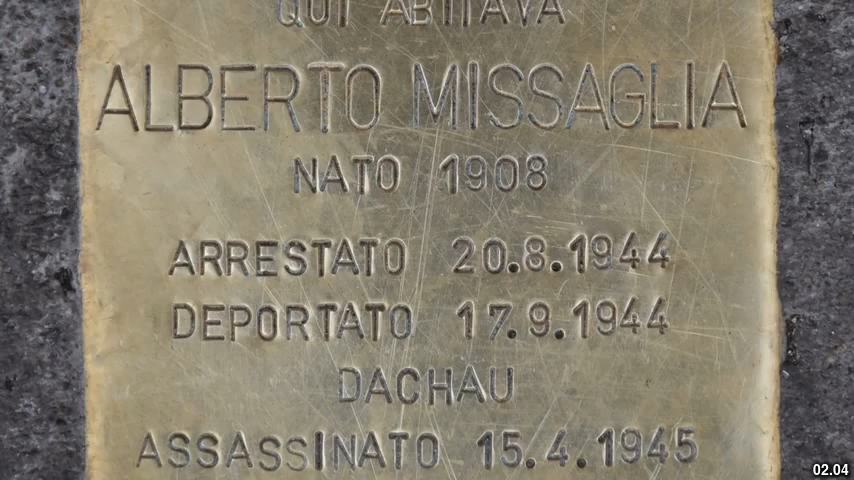 QUI ABITAVA
ALBERTO MISSAGLIA
NATO 1908
ARRESTATO 20.8.1944
DEPORTATO 17.9.1944
DACHAU
ASSASSINATO 15.4.1945
02.04